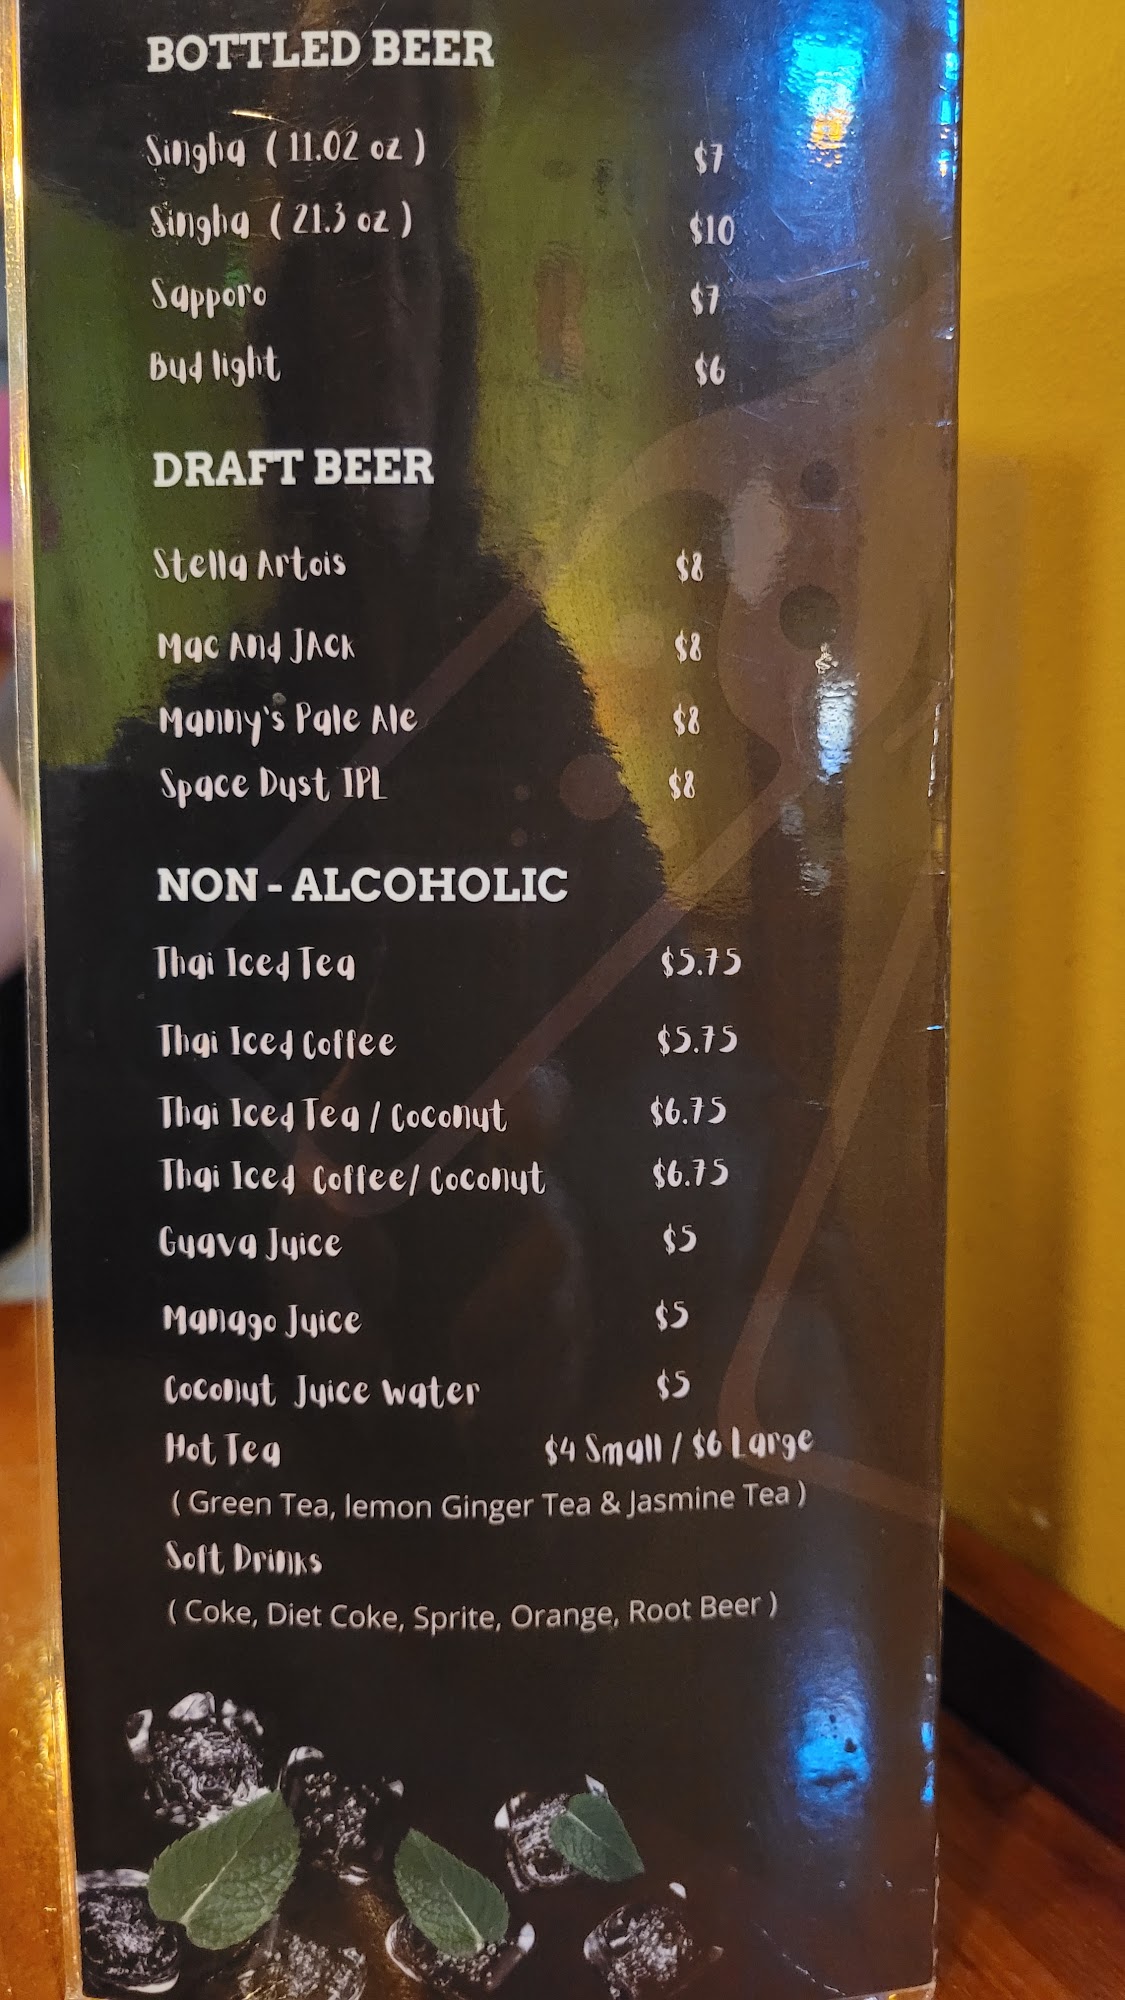 BOTTLED BEER
Singha ( 11.02 oz ) $7
Singha ( 21.3 oz ) $10
Sapporo $7
Bud light $6
DRAFT BEER
Stella Artois $8
Mac And JAck $8
Manny's Pale Ale $8
Space Dust IPL $8
NON - ALCOHOLIC
Thai Iced Tea $5.75
Thai Iced Coffee $5.75
Thai Iced Tea / Coconut $6.75
Thai Iced Coffee/ Coconut $6.75
Guava Juice $5
Manago Juice $5
Coconut Juice water $5
Hot Tea $4 Small / $6 Large
( Green Tea, lemon Ginger Tea & Jasmine Tea )
Soft Drinks
( Coke, Diet Coke, Sprite, Orange, Root Beer )